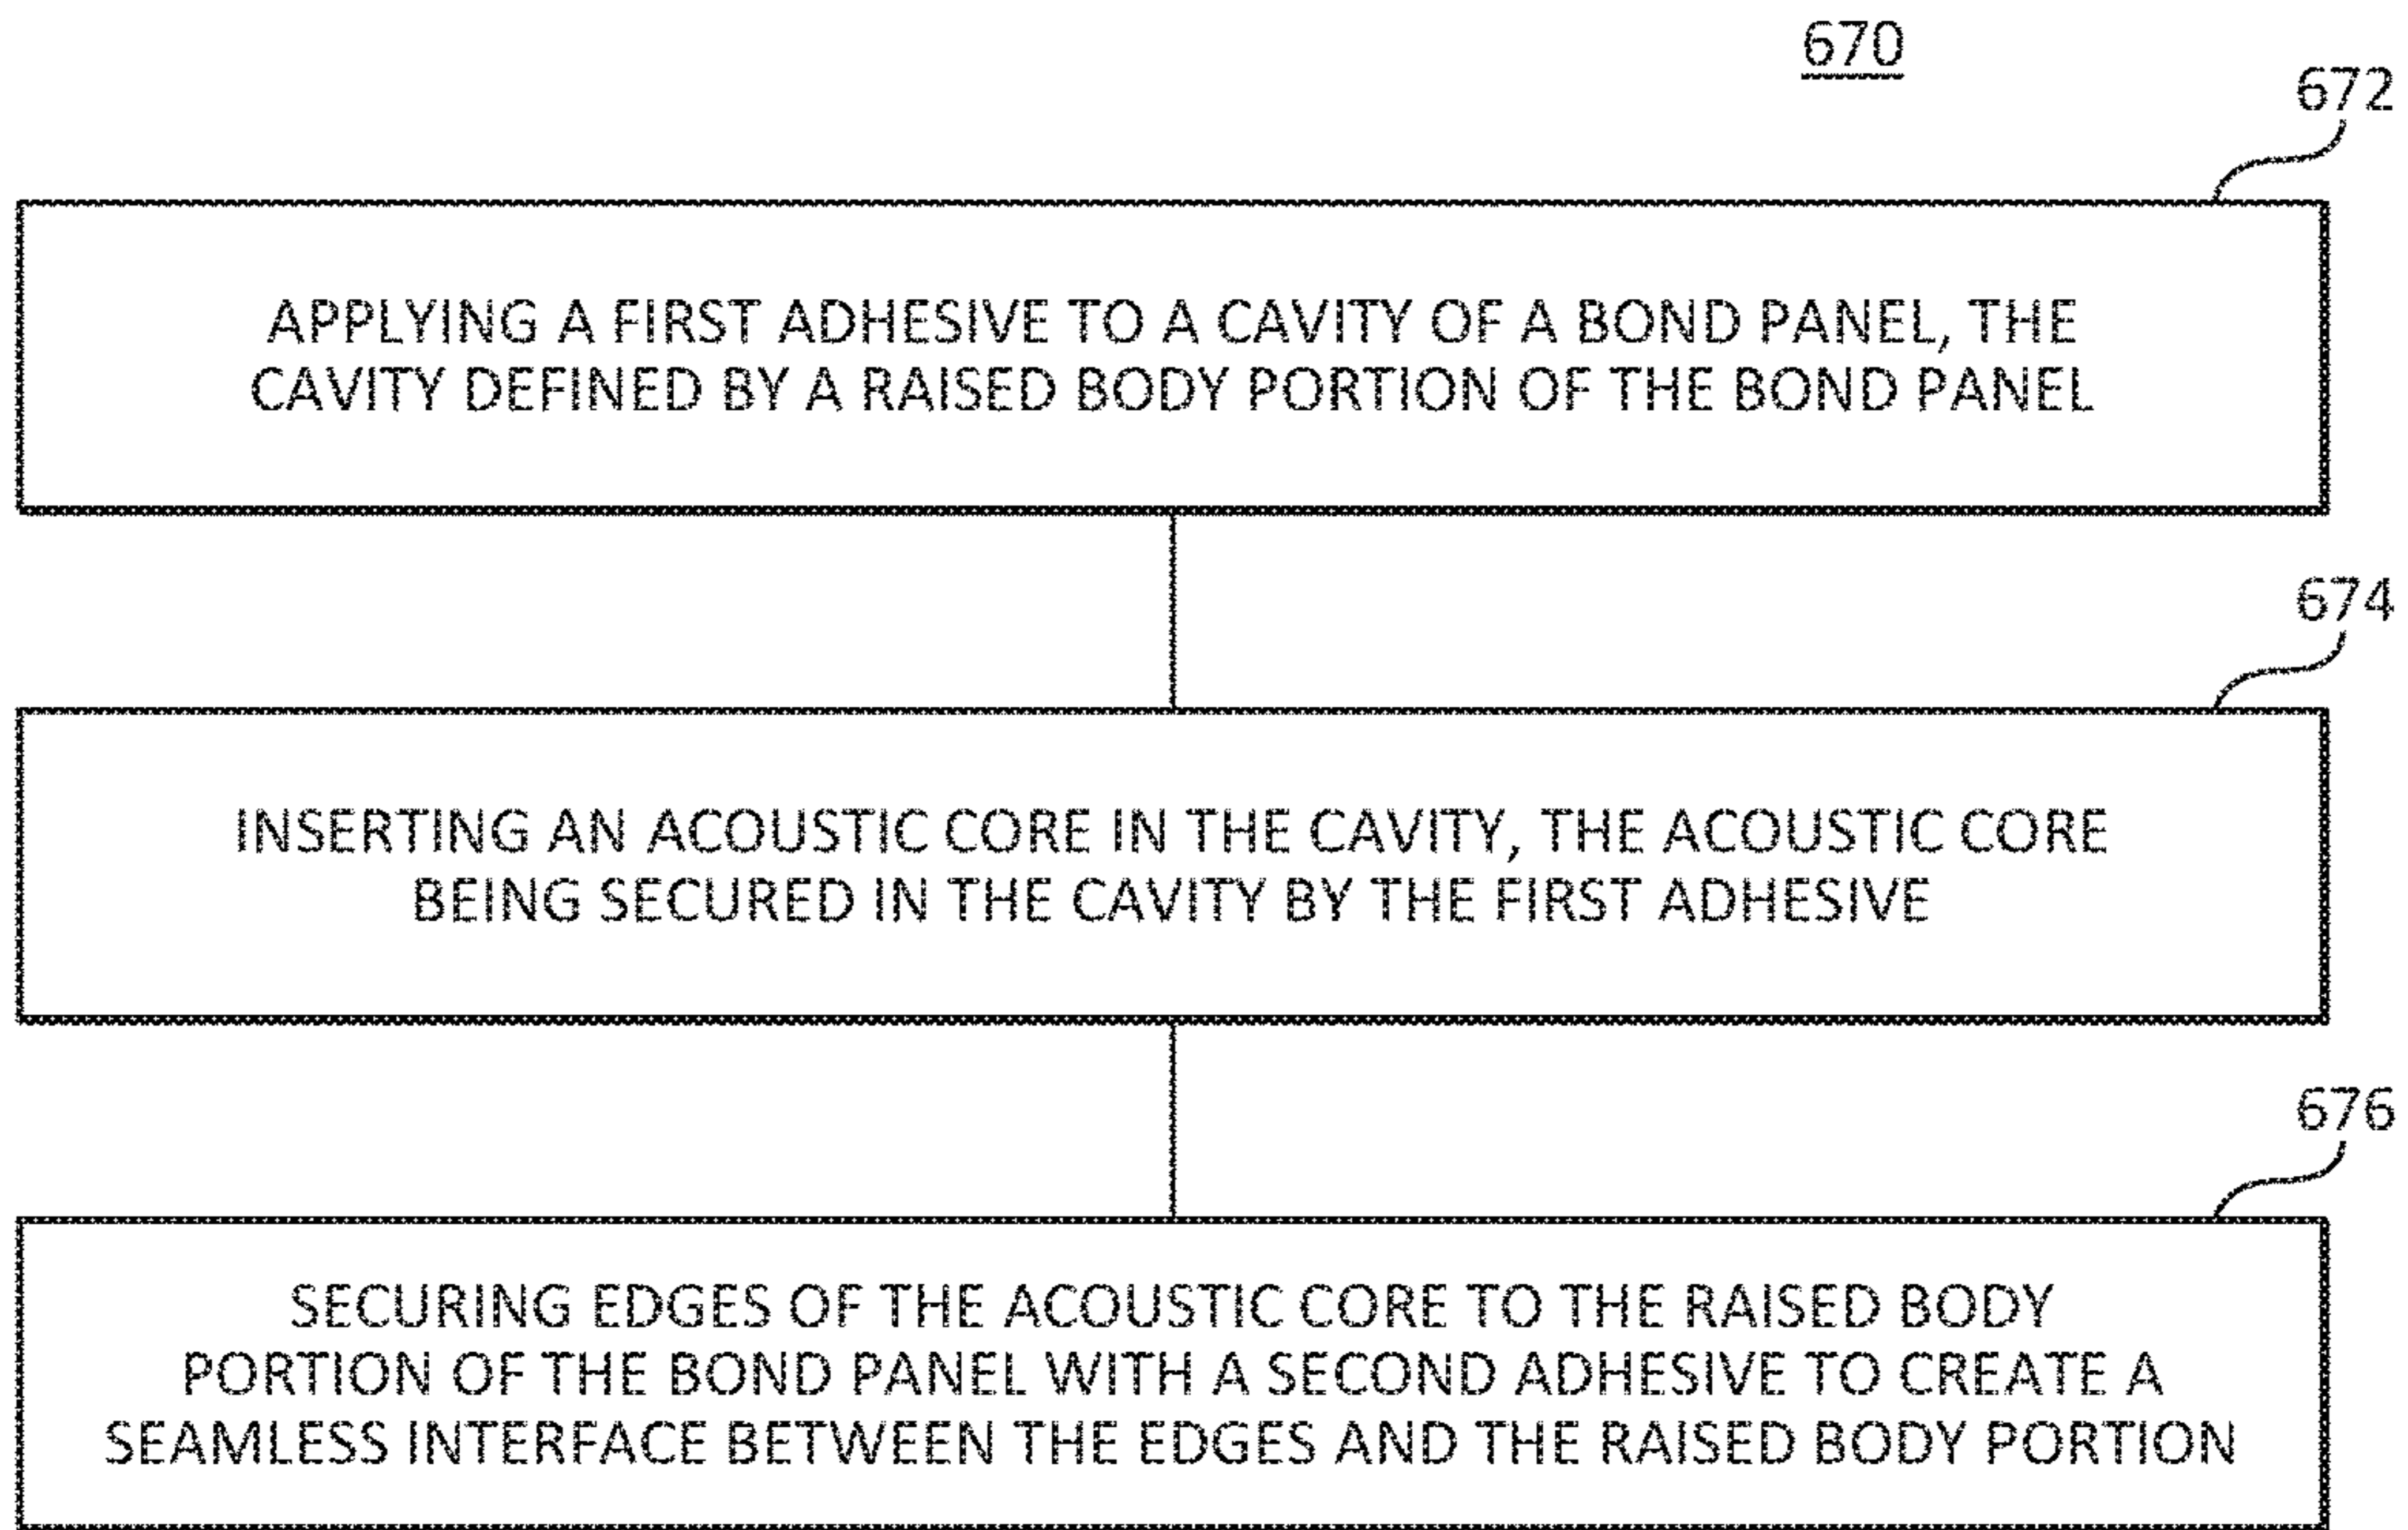 670
672
APPLYING A FIRST ADHESIVE TO A CAVITY OF A BOND PANEL, THE
CAVITY DEFINED BY A RAISED BODY PORTION OF THE BOND PANEL
674
INSERTING AN ACOUSTIC CORE IN THE CAVITY, THE ACOUSTIC CORE
BEING SECURED IN THE CAVITY BY THE FIRST ADHESIVE
676
SECURING EDGES OF THE ACOUSTIC CORE TO THE RAISED BODY
PORTION OF THE BOND PANEL WITH A SECOND ADHESIVE TO CREATE A
SEAMLESS INTERFACE BETWEEN THE EDGES AND THE RAISED BODY PORTION